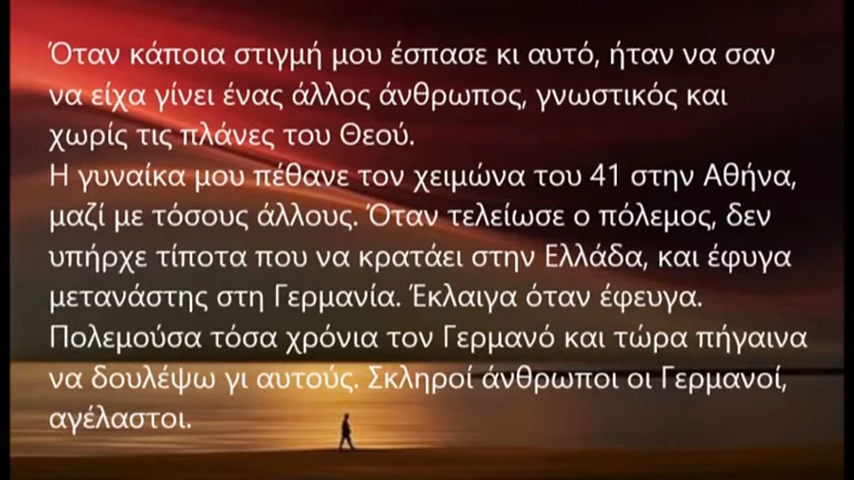 Όταν κάποια στιγμή μου έσπασε κι αυτό, ήταν να σαν
να είχα γίνει ένας άλλος άνθρωπος, γνωστικός και
χωρίς τις πλάνες του Θεού.
Η γυναίκα μου πέθανε τον χειμώνα του 41 στην Αθήνα,
μαζί με τόσους άλλους. Όταν τελείωσε ο πόλεμος, δεν
υπήρχε τίποτα που να κρατάει στην Ελλάδα, και έφυγα
μετανάστης στη Γερμανία. Έκλαιγα όταν έφευγα.
Πολεμούσα τόσα χρόνια τον Γερμανό και τώρα πήγαινα
να δουλέψω γι αυτούς. Σκληροί άνθρωποι οι Γερμανοί,
αγέλαστοι.